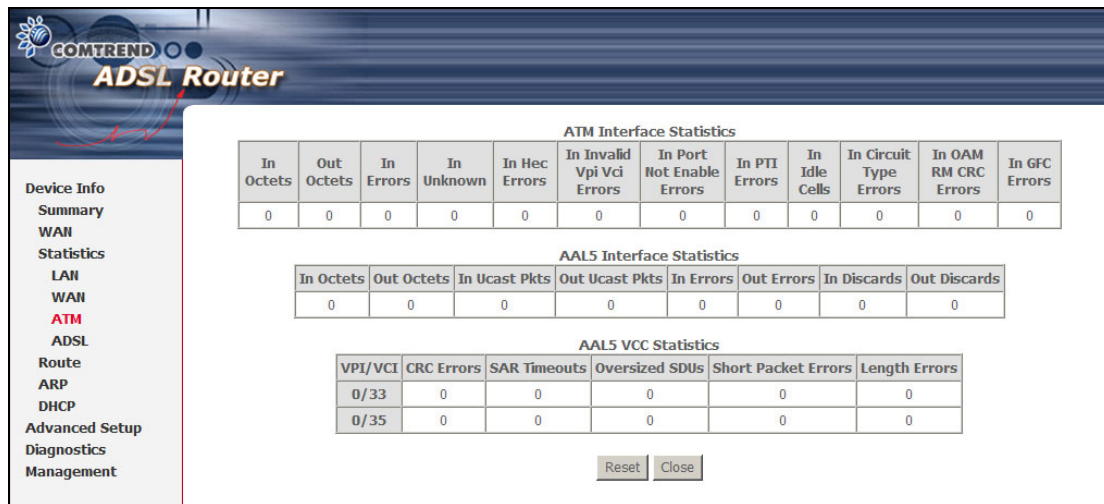 COMTREND
ADSL Router
Device Info
Summary
WAN
Statistics
LAN
WAN
ATM
ADSL
Route
ARP
DHCP
Advanced Setup
Diagnostics
Management
ATM Interface Statistics
In Octets Out Octets In Errors In Unknown In Hec Errors In Invalid Vpi Vci Errors In Port Not Enable Errors In PTI Errors In Idle Cells In Circuit Type Errors In OAM RM CRC Errors In GFC Errors
0 0 0 0 0 0 0 0 0 0 0 0
AAL5 Interface Statistics
In Octets Out Octets In Ucast Pkts Out Ucast Pkts In Errors Out Errors In Discards Out Discards
0 0 0 0 0 0 0 0
AAL5 VCC Statistics
VPI/VCI CRC Errors SAR Timeouts Oversized SDUs Short Packet Errors Length Errors
0/33 0 0 0 0 0
0/35 0 0 0 0 0
Reset Close